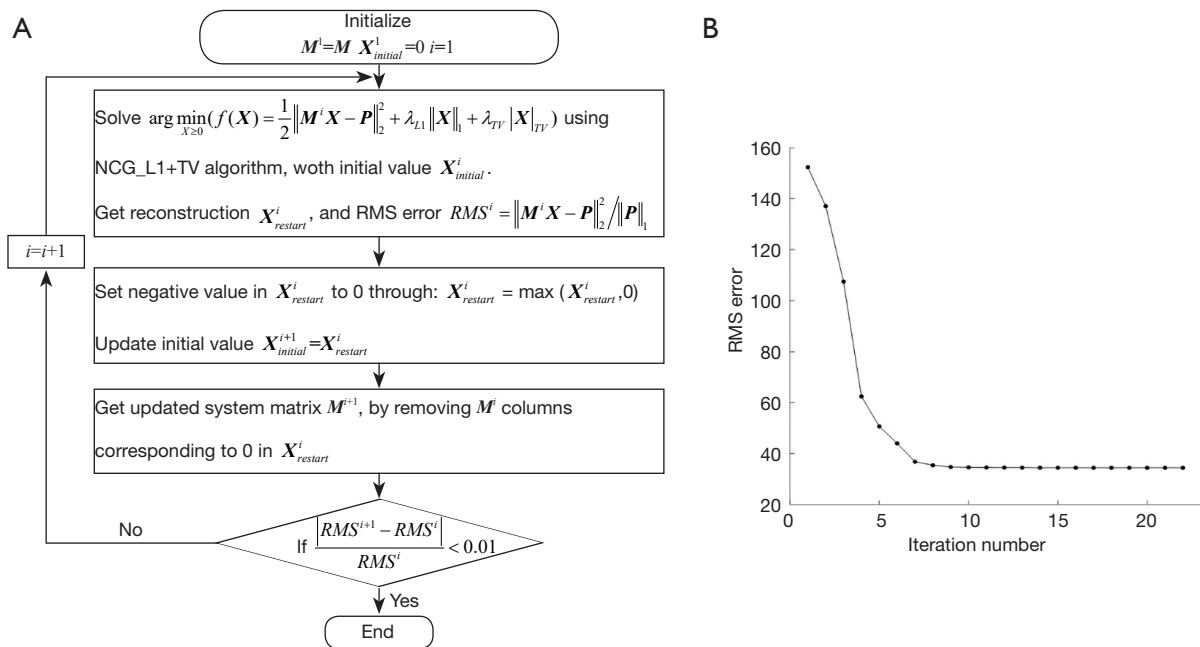 A
Initialize
M¹=M X¹initial=0 i=1
Solve arg min X≥0 (f(X) = 1/2 ‖MⁱX − P‖₂² + λL1 ‖X‖₁ + λTV |X|TV) using
NCG_L1+TV algorithm, woth initial value Xⁱinitial.
Get reconstruction Xⁱrestart, and RMS error RMSⁱ = ‖MⁱX − P‖₂² / ‖P‖₁
i=i+1
Set negative value in Xⁱrestart to 0 through: Xⁱrestart = max (Xⁱrestart,0)
Update initial value Xⁱ⁺¹initial=Xⁱrestart
Get updated system matrix Mⁱ⁺¹, by removing Mⁱ columns
corresponding to 0 in Xⁱrestart
No
If |RMSⁱ⁺¹ − RMSⁱ| / RMSⁱ < 0.01
Yes
End
B
160
140
120
100
80
60
40
20
RMS error
0 5 10 15 20
Iteration number